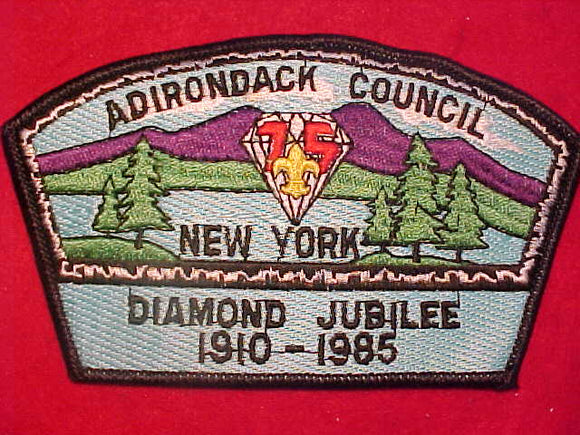 ADIRONDACK COUNCIL
75
NEW YORK
DIAMOND JUBILEE
1910-1985